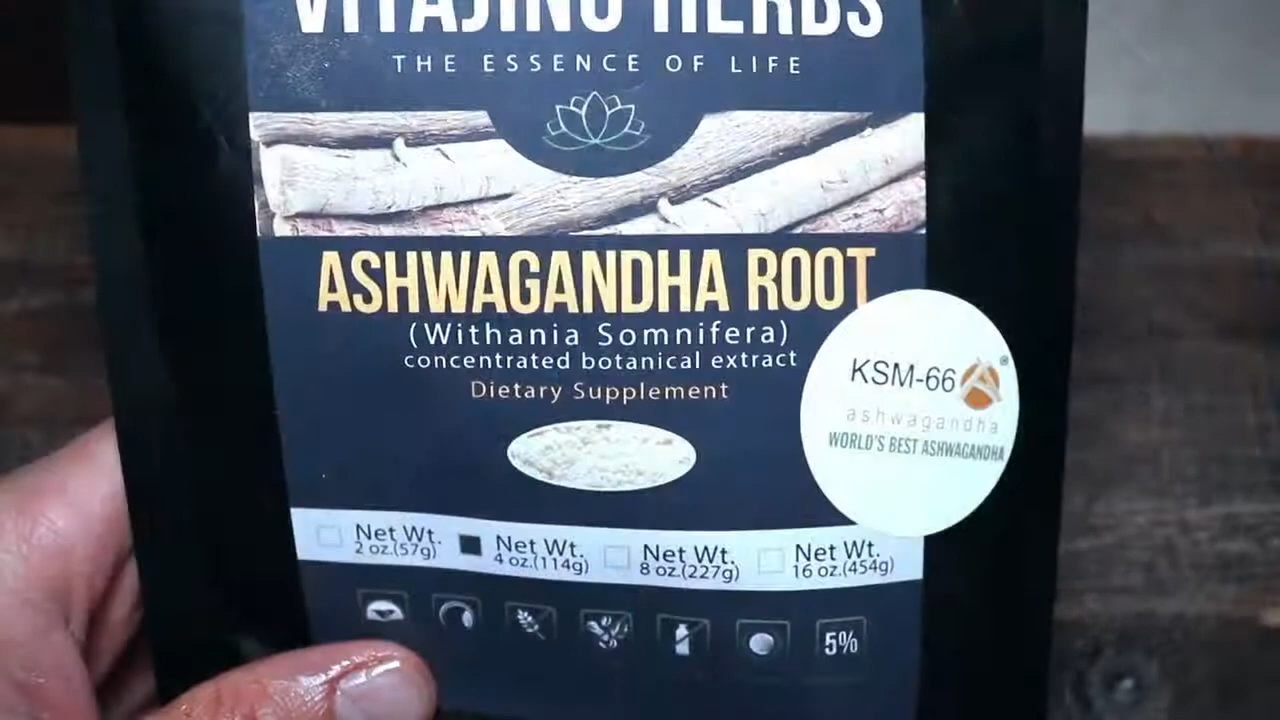 VITAJING HERBS
THE ESSENCE OF LIFE
ASHWAGANDHA ROOT
(Withania Somnifera)
concentrated botanical extract
Dietary Supplement
KSM-66®
ashwagandha
WORLD'S BEST ASHWAGANDHA
Net Wt.
2 oz.(57g)
Net Wt.
4 oz.(114g)
Net Wt.
8 oz.(227g)
Net Wt.
16 oz.(454g)
5%